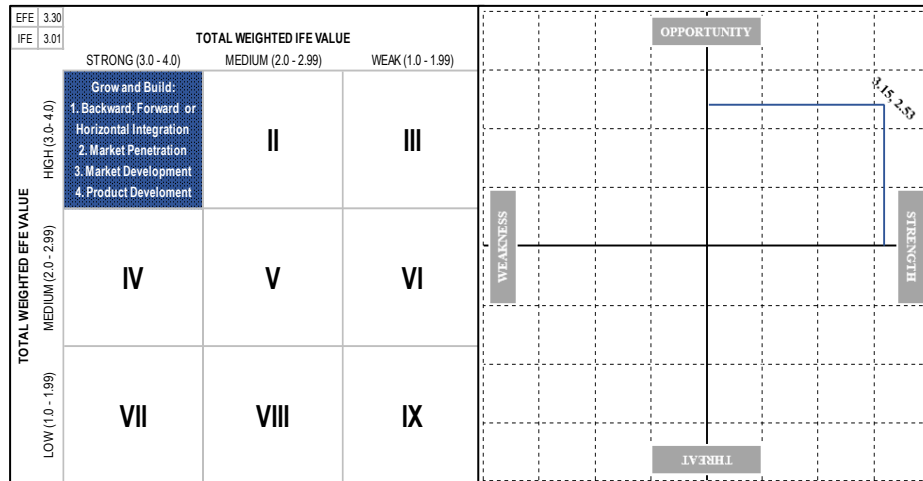 EFE 3.30
IFE 3.01
TOTAL WEIGHTED IFE VALUE
STRONG (3.0 - 4.0)
MEDIUM (2.0 - 2.99)
WEAK (1.0 - 1.99)
TOTAL WEIGHTED EFE VALUE
HIGH (3.0- 4.0)
Grow and Build:
1. Backward, Forward or
Horizontal Integration
2. Market Penetration
3. Market Development
4. Product Develoment
II
III
MEDIUM (2.0 - 2.99)
IV
V
VI
LOW (1.0 - 1.99)
VII
VIII
IX
OPPORTUNITY
3.15, 2.53
WEAKNESS
STRENGTH
THREAT